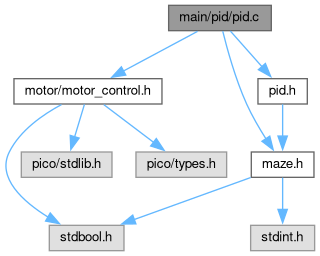 main/pid/pid.c
motor/motor_control.h
pid.h
pico/stdlib.h
pico/types.h
maze.h
stdbool.h
stdint.h